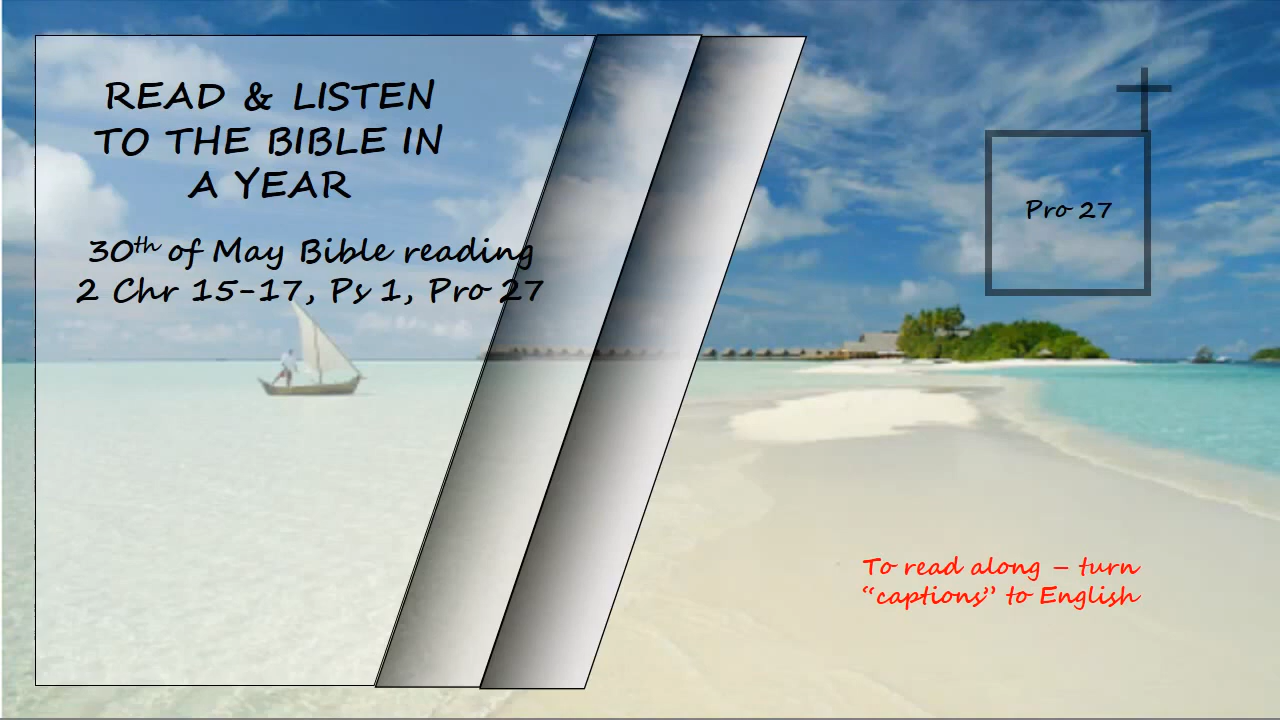 READ & LISTEN
TO THE BIBLE IN
A YEAR
30th of May Bible reading
2 Chr 15-17, Ps 1, Pro 27
Pro 27
To read along – turn
“captions” to English